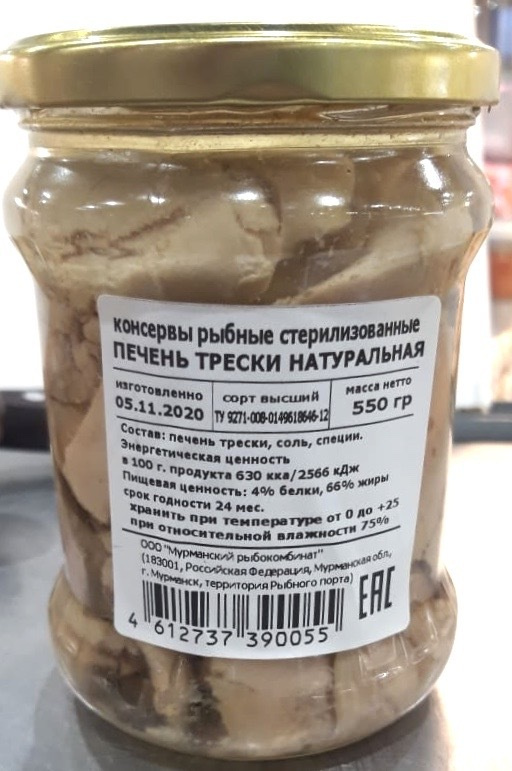 консервы рыбные стерилизованные
ПЕЧЕНЬ ТРЕСКИ НАТУРАЛЬНАЯ
изготовленно
05.11.2020
сорт высший
ТУ 9271-008-0149618646-12
масса нетто
550 гр
Состав: печень трески, соль, специи.
Энергетическая ценность
в 100 г. продукта 630 кка/2566 кДж
Пищевая ценность: 4% белки, 66% жиры
срок годности 24 мес.
хранить при температуре от 0 до +25
при относительной влажности 75%
ООО "Мурманский рыбокомбинат"
(183001, Российская Федерация, Мурманская обл.,
г. Мурманск, территория Рыбного порта)
EAC
4 612737 390055